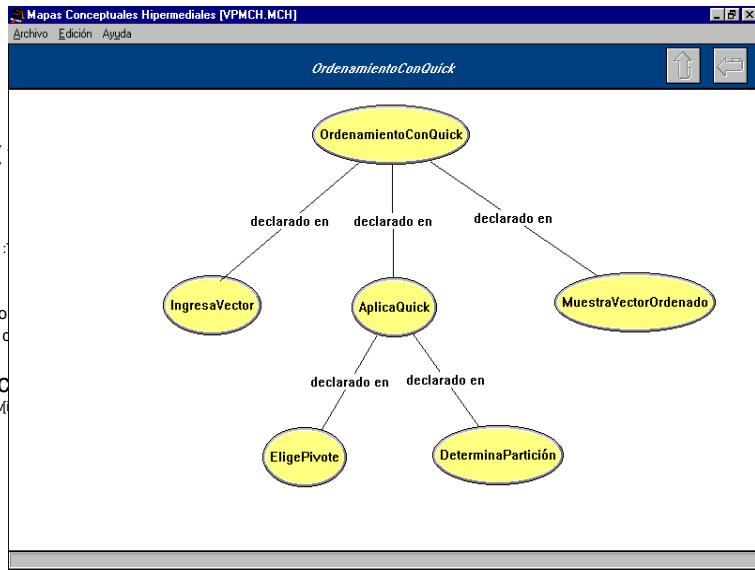 Mapas Conceptuales Hipermediales [VPMCH.MCH]
Archivo Edición Ayuda
OrdenamientoConQuick
OrdenamientoConQuick
declarado en declarado en declarado en
IngresaVector AplicaQuick MuestraVectorOrdenado
declarado en declarado en
EligePivote DeterminaPartición